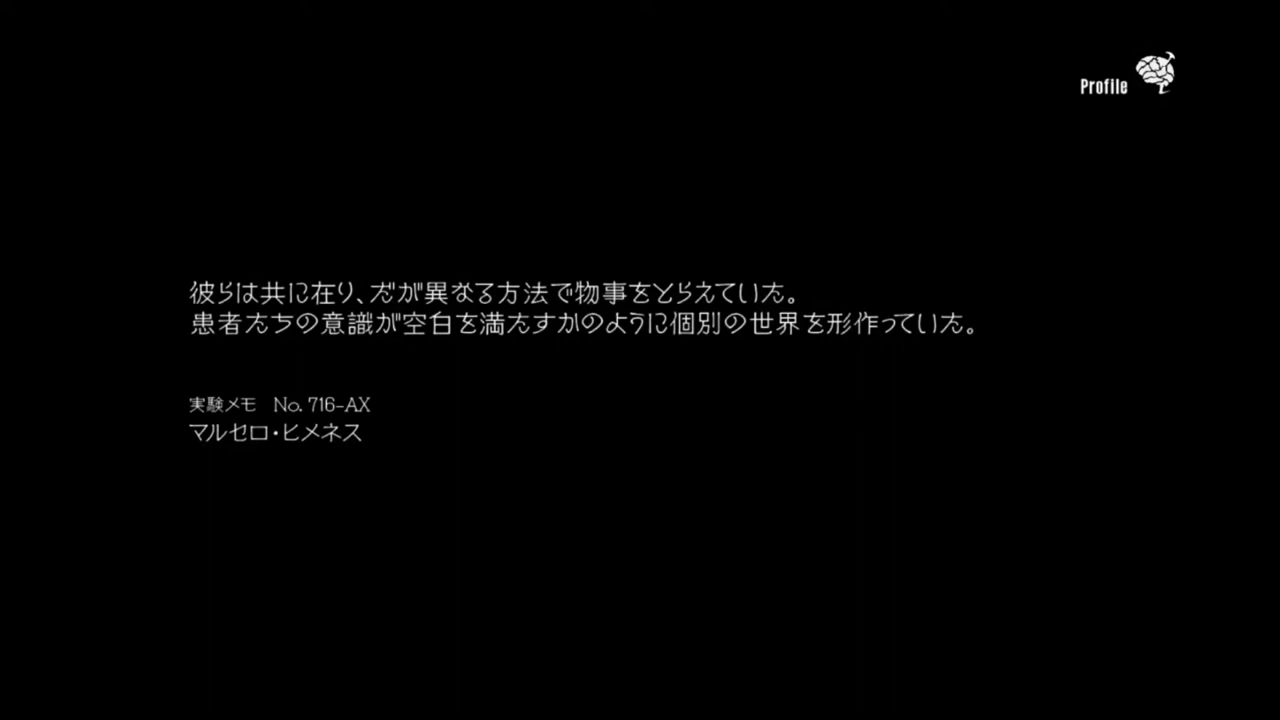 Profile
彼らは共に在り、だが異なる方法で物事をとらえていた。
患者たちの意識が空白を満たすかのように個別の世界を形作っていた。
実験メモ　No. 716-AX
マルセロ・ヒメネス